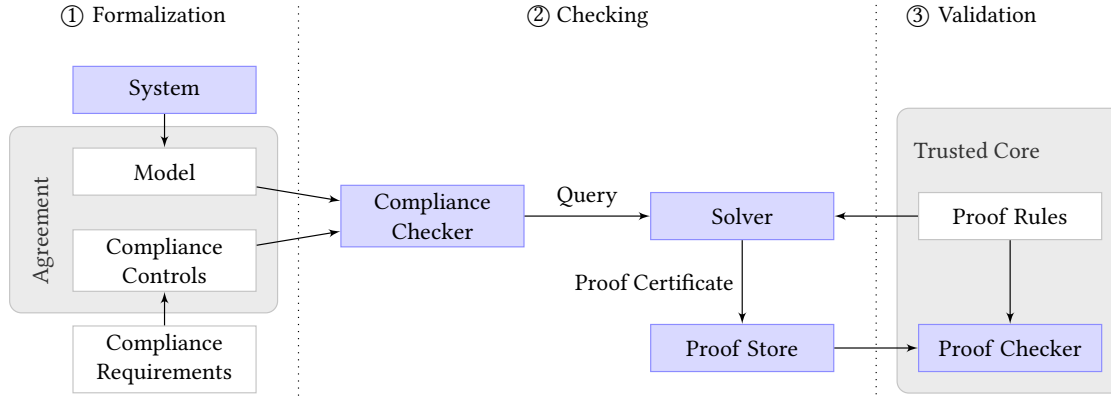 ① Formalization
② Checking
③ Validation
System
Agreement
Model
Compliance
Controls
Compliance
Requirements
Compliance
Checker
Query
Solver
Proof Certificate
Proof Store
Trusted Core
Proof Rules
Proof Checker